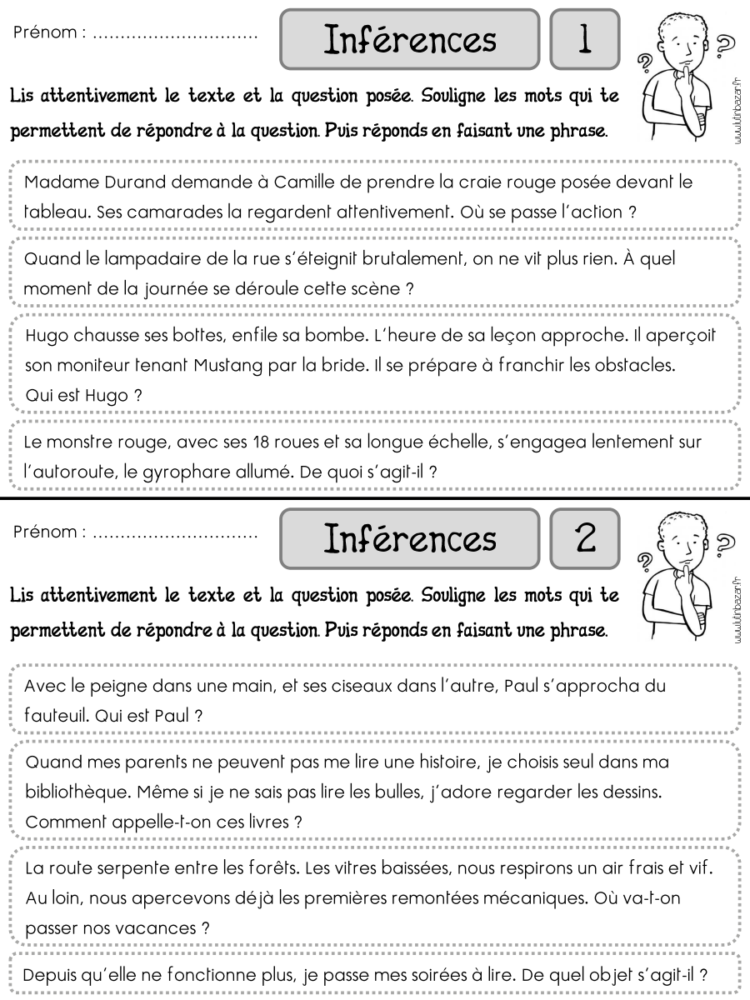 Prénom : ..............................
Inférences
1
Lis attentivement le texte et la question posée. Souligne les mots qui te
permettent de répondre à la question. Puis réponds en faisant une phrase.
www.lutinbazar.fr
Madame Durand demande à Camille de prendre la craie rouge posée devant le
tableau. Ses camarades la regardent attentivement. Où se passe l'action ?
Quand le lampadaire de la rue s'éteignit brutalement, on ne vit plus rien. À quel
moment de la journée se déroule cette scène ?
Hugo chausse ses bottes, enfile sa bombe. L'heure de sa leçon approche. Il aperçoit
son moniteur tenant Mustang par la bride. Il se prépare à franchir les obstacles.
Qui est Hugo ?
Le monstre rouge, avec ses 18 roues et sa longue échelle, s'engagea lentement sur
l'autoroute, le gyrophare allumé. De quoi s'agit-il ?
Prénom : ..............................
Inférences
2
Lis attentivement le texte et la question posée. Souligne les mots qui te
permettent de répondre à la question. Puis réponds en faisant une phrase.
www.lutinbazar.fr
Avec le peigne dans une main, et ses ciseaux dans l'autre, Paul s'approcha du
fauteuil. Qui est Paul ?
Quand mes parents ne peuvent pas me lire une histoire, je choisis seul dans ma
bibliothèque. Même si je ne sais pas lire les bulles, j'adore regarder les dessins.
Comment appelle-t-on ces livres ?
La route serpente entre les forêts. Les vitres baissées, nous respirons un air frais et vif.
Au loin, nous apercevons déjà les premières remontées mécaniques. Où va-t-on
passer nos vacances ?
Depuis qu'elle ne fonctionne plus, je passe mes soirées à lire. De quel objet s'agit-il ?